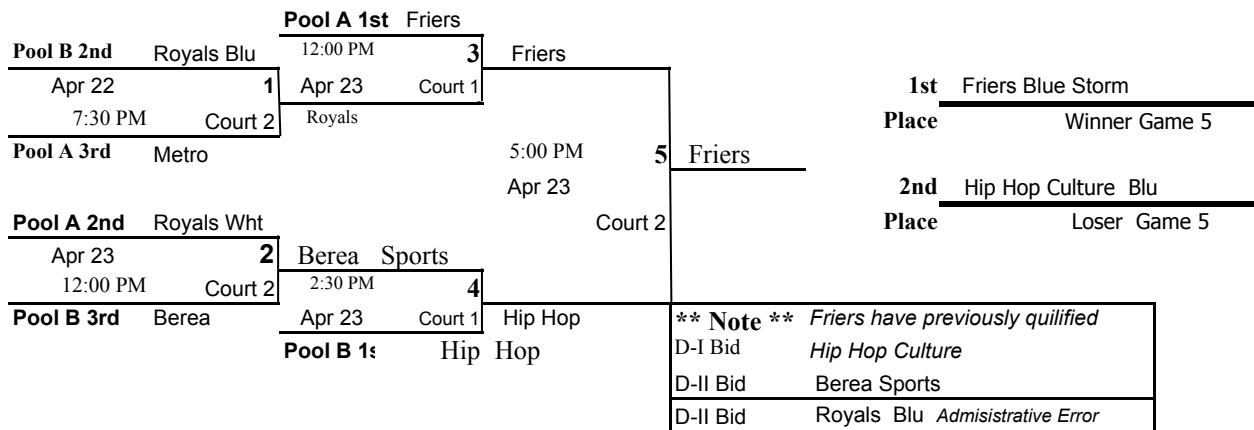 Pool A 1st Friers
Pool B 2nd Royals Blu 12:00 PM 3 Friers
Apr 22 1 Apr 23 Court 1 1st Friers Blue Storm
7:30 PM Court 2 Royals Place Winner Game 5
Pool A 3rd Metro 5:00 PM 5 Friers
Apr 23 2nd Hip Hop Culture Blu
Pool A 2nd Royals Wht Court 2 Place Loser Game 5
Apr 23 2 Berea Sports
12:00 PM Court 2 2:30 PM 4
Pool B 3rd Berea Apr 23 Court 1 Hip Hop ** Note ** Friers have previously quilified
Pool B 1s Hip Hop D-I Bid Hip Hop Culture
D-II Bid Berea Sports
D-II Bid Royals Blu Admisistrative Error